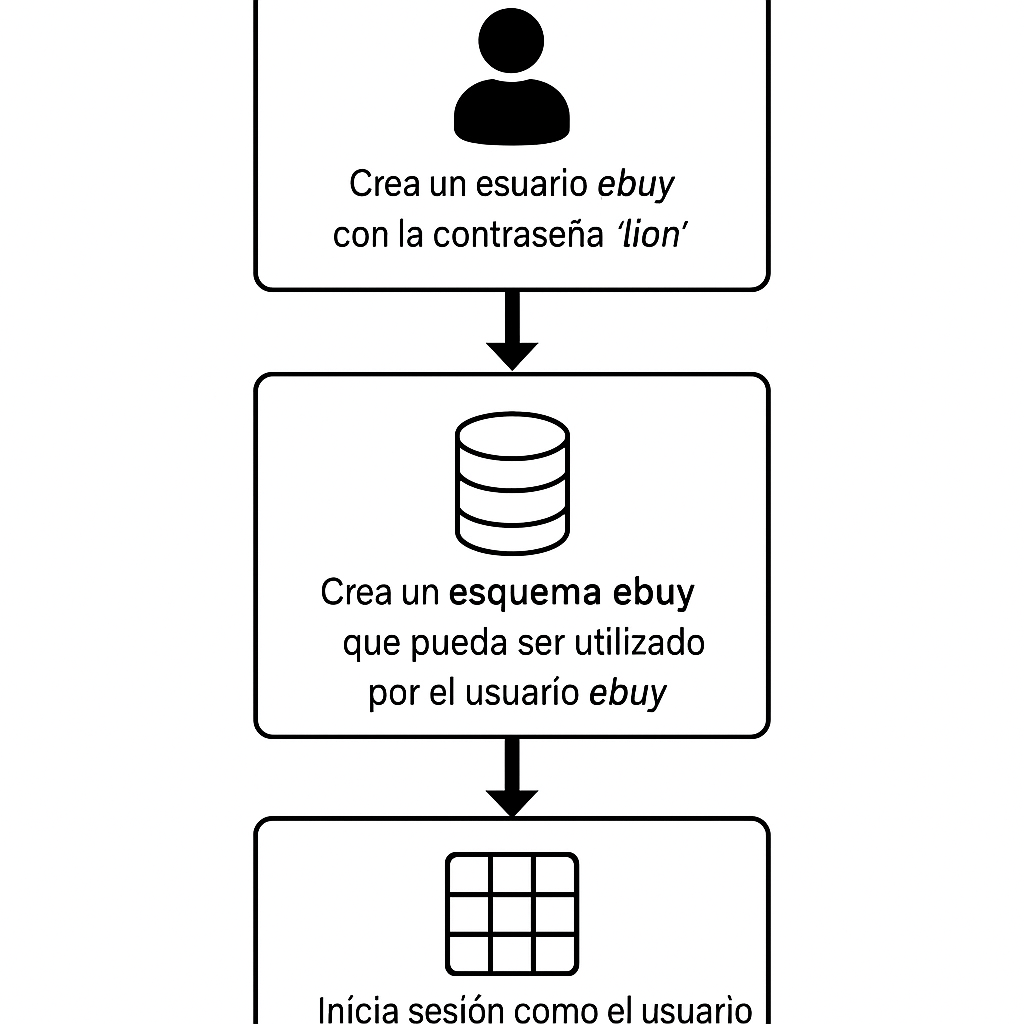 Crea un esuario ebuy
con la contraseña ‘lion’
Crea un esquema ebuy
que pueda ser utilizado
por el usuarío ebuy
Inícia sesión como el usuarìo